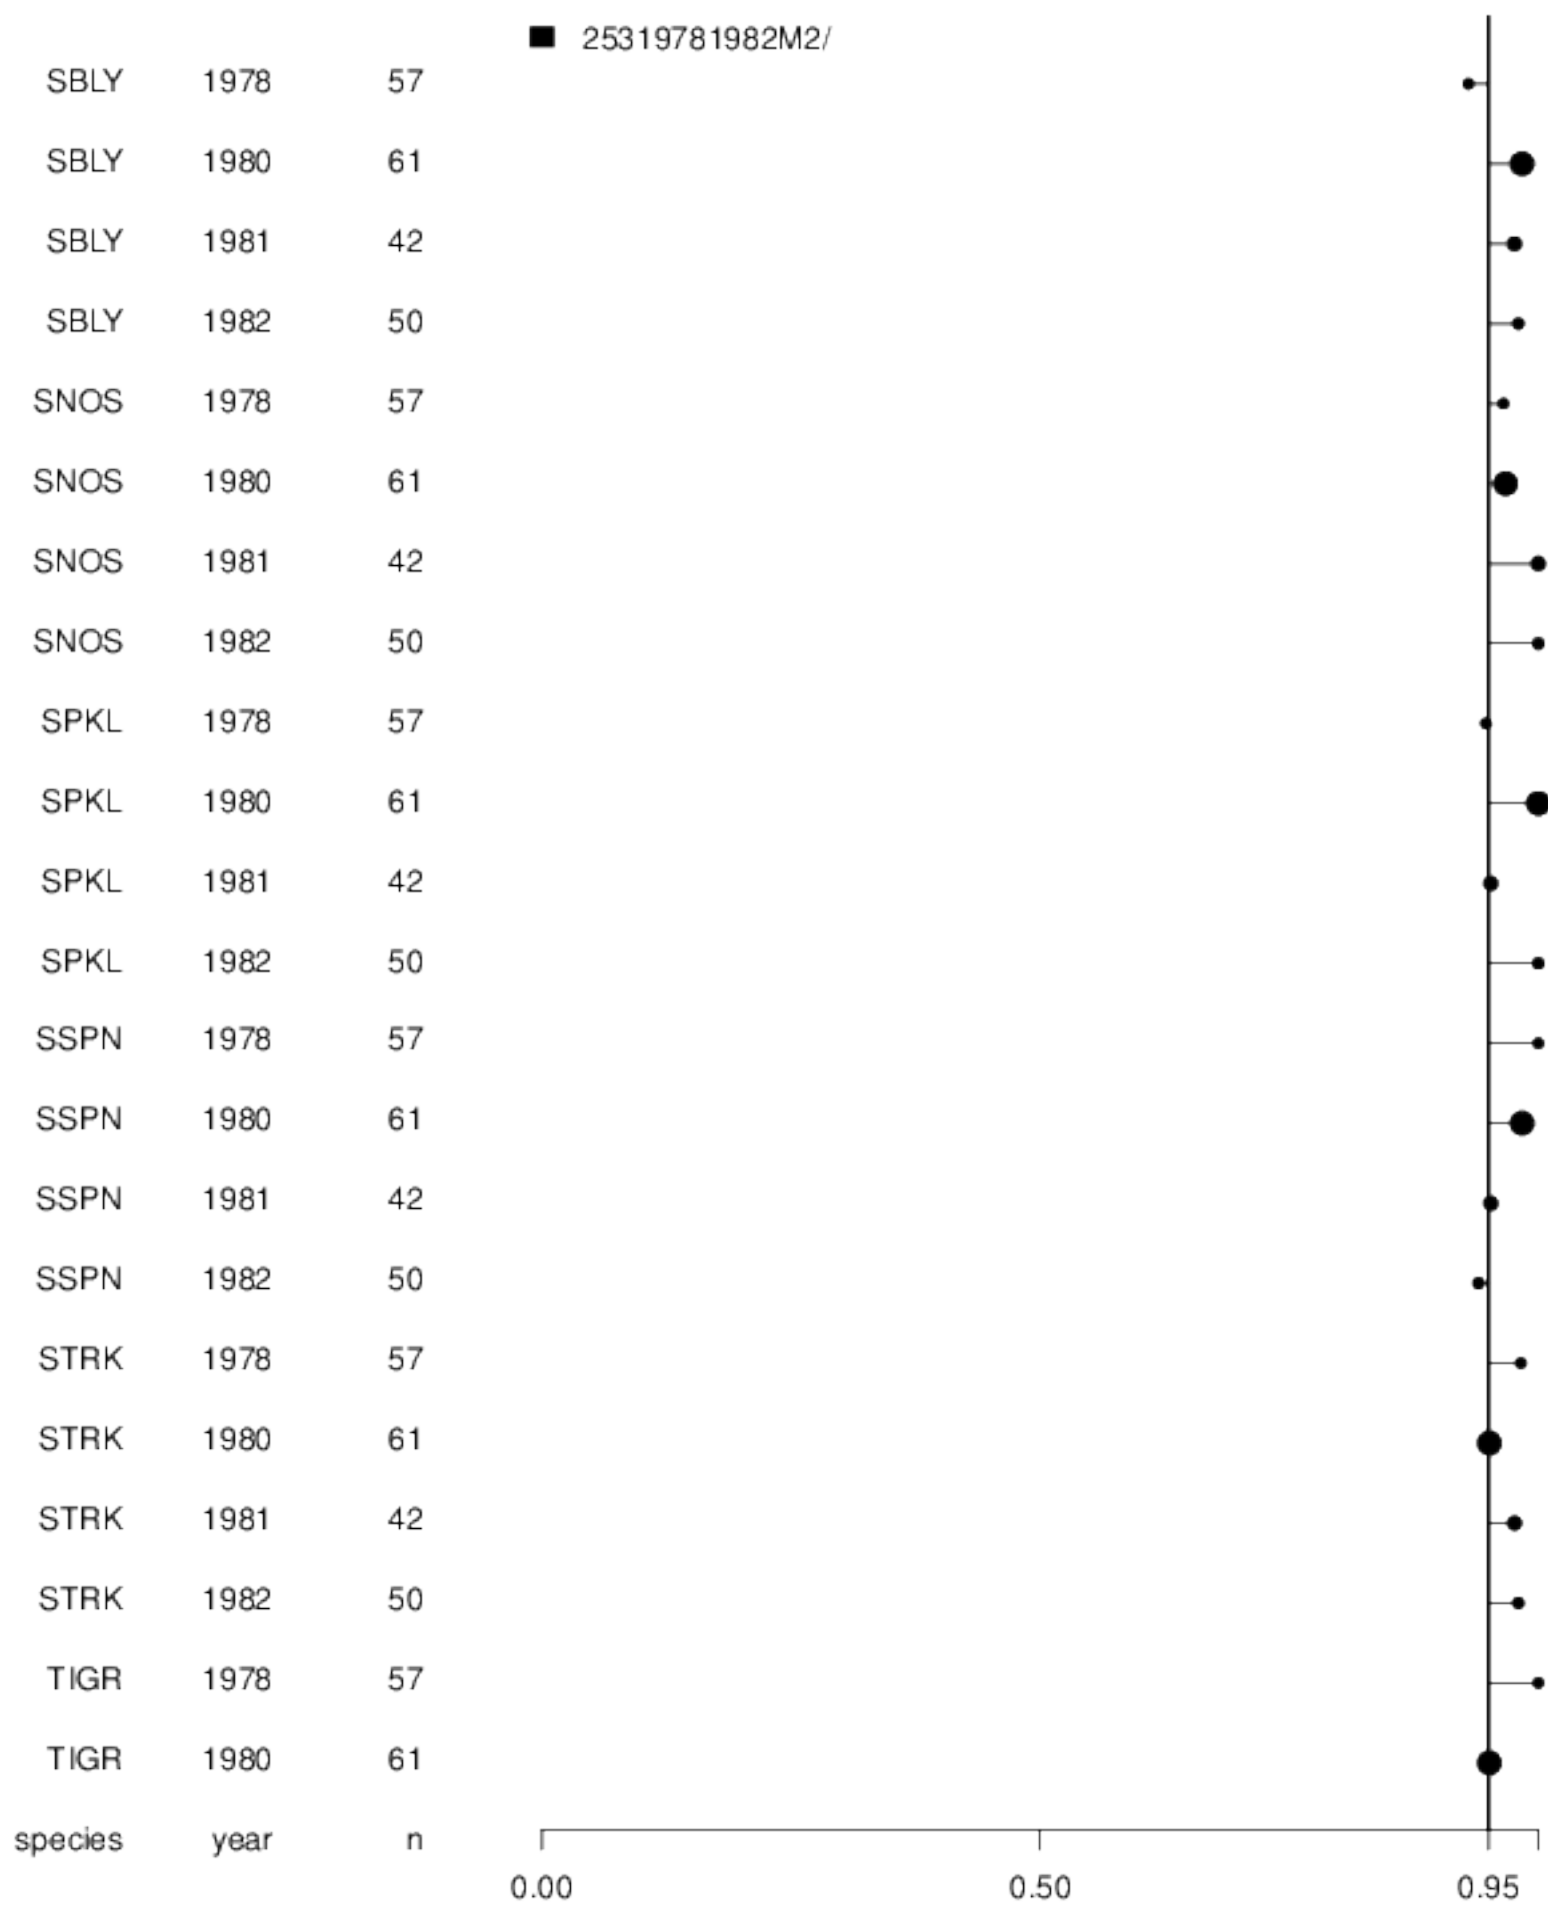 25319781982M2/
SBLY 1978 57
SBLY 1980 61
SBLY 1981 42
SBLY 1982 50
SNOS 1978 57
SNOS 1980 61
SNOS 1981 42
SNOS 1982 50
SPKL 1978 57
SPKL 1980 61
SPKL 1981 42
SPKL 1982 50
SSPN 1978 57
SSPN 1980 61
SSPN 1981 42
SSPN 1982 50
STRK 1978 57
STRK 1980 61
STRK 1981 42
STRK 1982 50
TIGR 1978 57
TIGR 1980 61
species year n
0.00 0.50 0.95